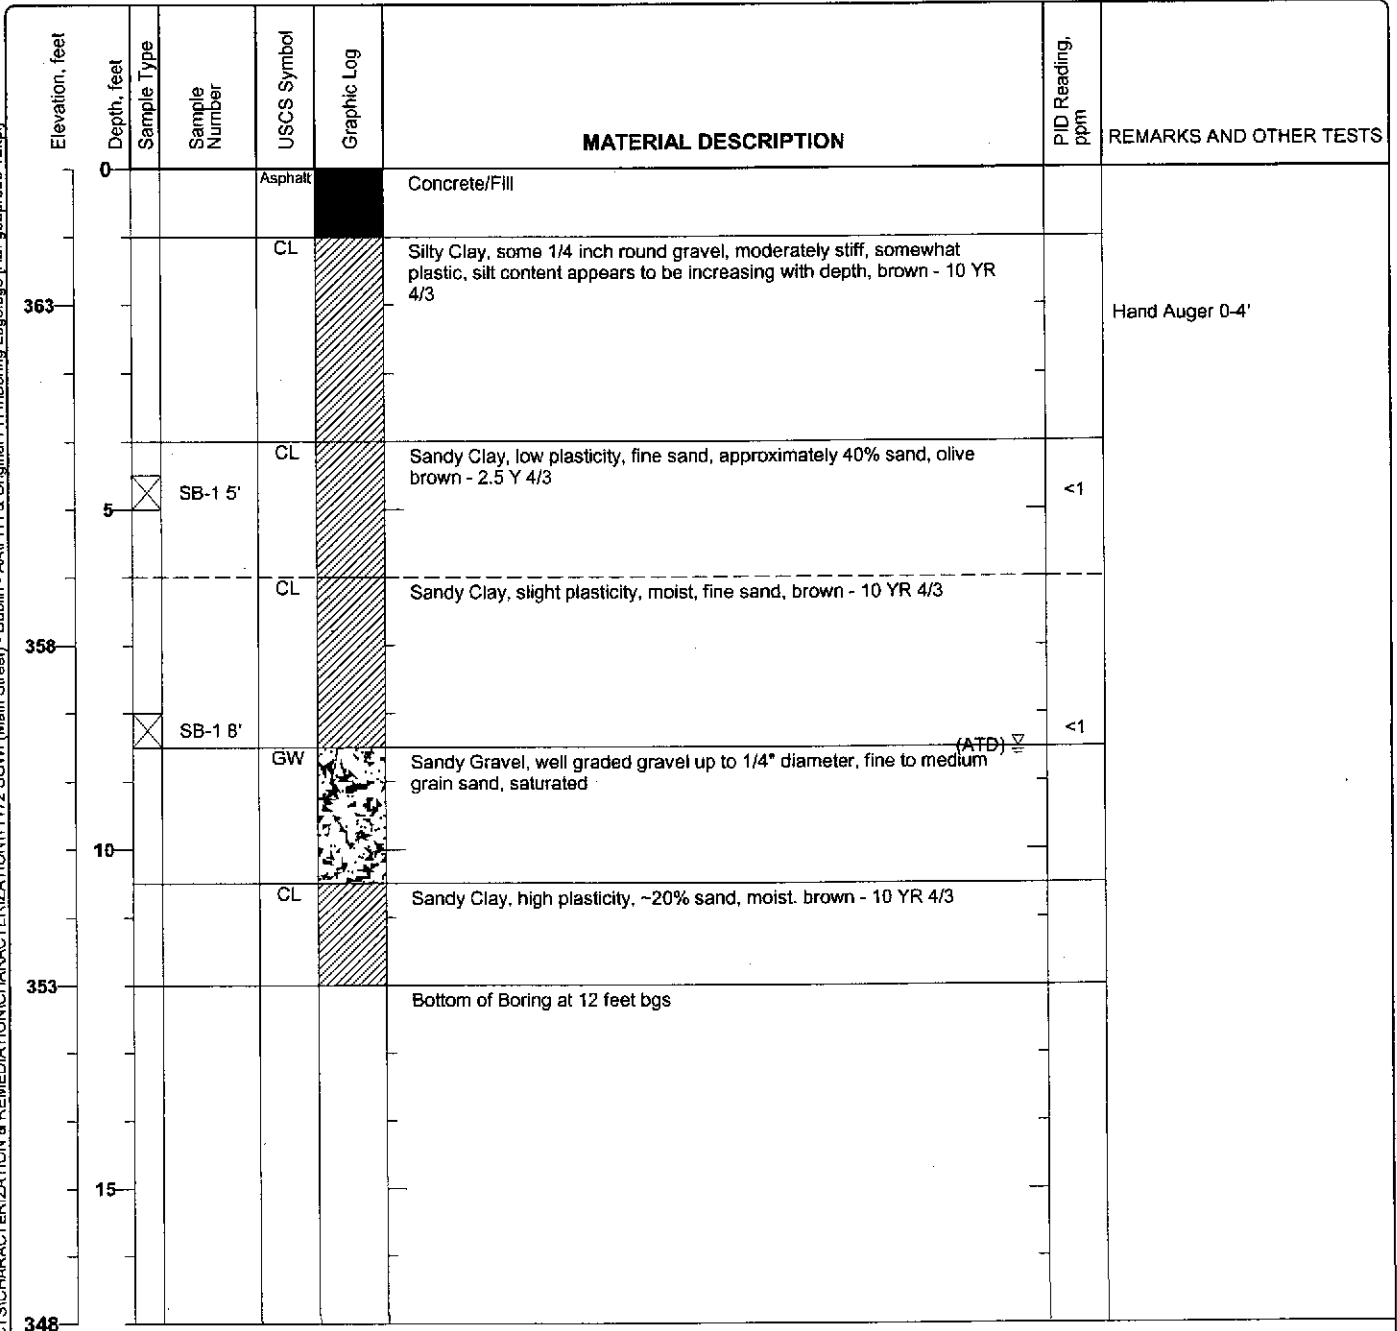 Elevation, feet
Depth, feet
Sample Type
Sample
Number
USCS Symbol
Graphic Log
MATERIAL DESCRIPTION
PID Reading,
ppm
REMARKS AND OTHER TESTS
0
Asphalt
Concrete/Fill
CL
Silty Clay, some 1/4 inch round gravel, moderately stiff, somewhat
plastic, silt content appears to be increasing with depth, brown - 10 YR
4/3
363
Hand Auger 0-4'
CL
Sandy Clay, low plasticity, fine sand, approximately 40% sand, olive
brown - 2.5 Y 4/3
SB-1 5'
<1
5
CL
Sandy Clay, slight plasticity, moist, fine sand, brown - 10 YR 4/3
358
SB-1 8'
<1
(ATD)
GW
Sandy Gravel, well graded gravel up to 1/4" diameter, fine to medium
grain sand, saturated
10
CL
Sandy Clay, high plasticity, ~20% sand, moist. brown - 10 YR 4/3
353
Bottom of Boring at 12 feet bgs
15
348
CHARACTERIZATION & REMEDIATION\CHARACTERIZATION\
(Main Street) - Dublin -